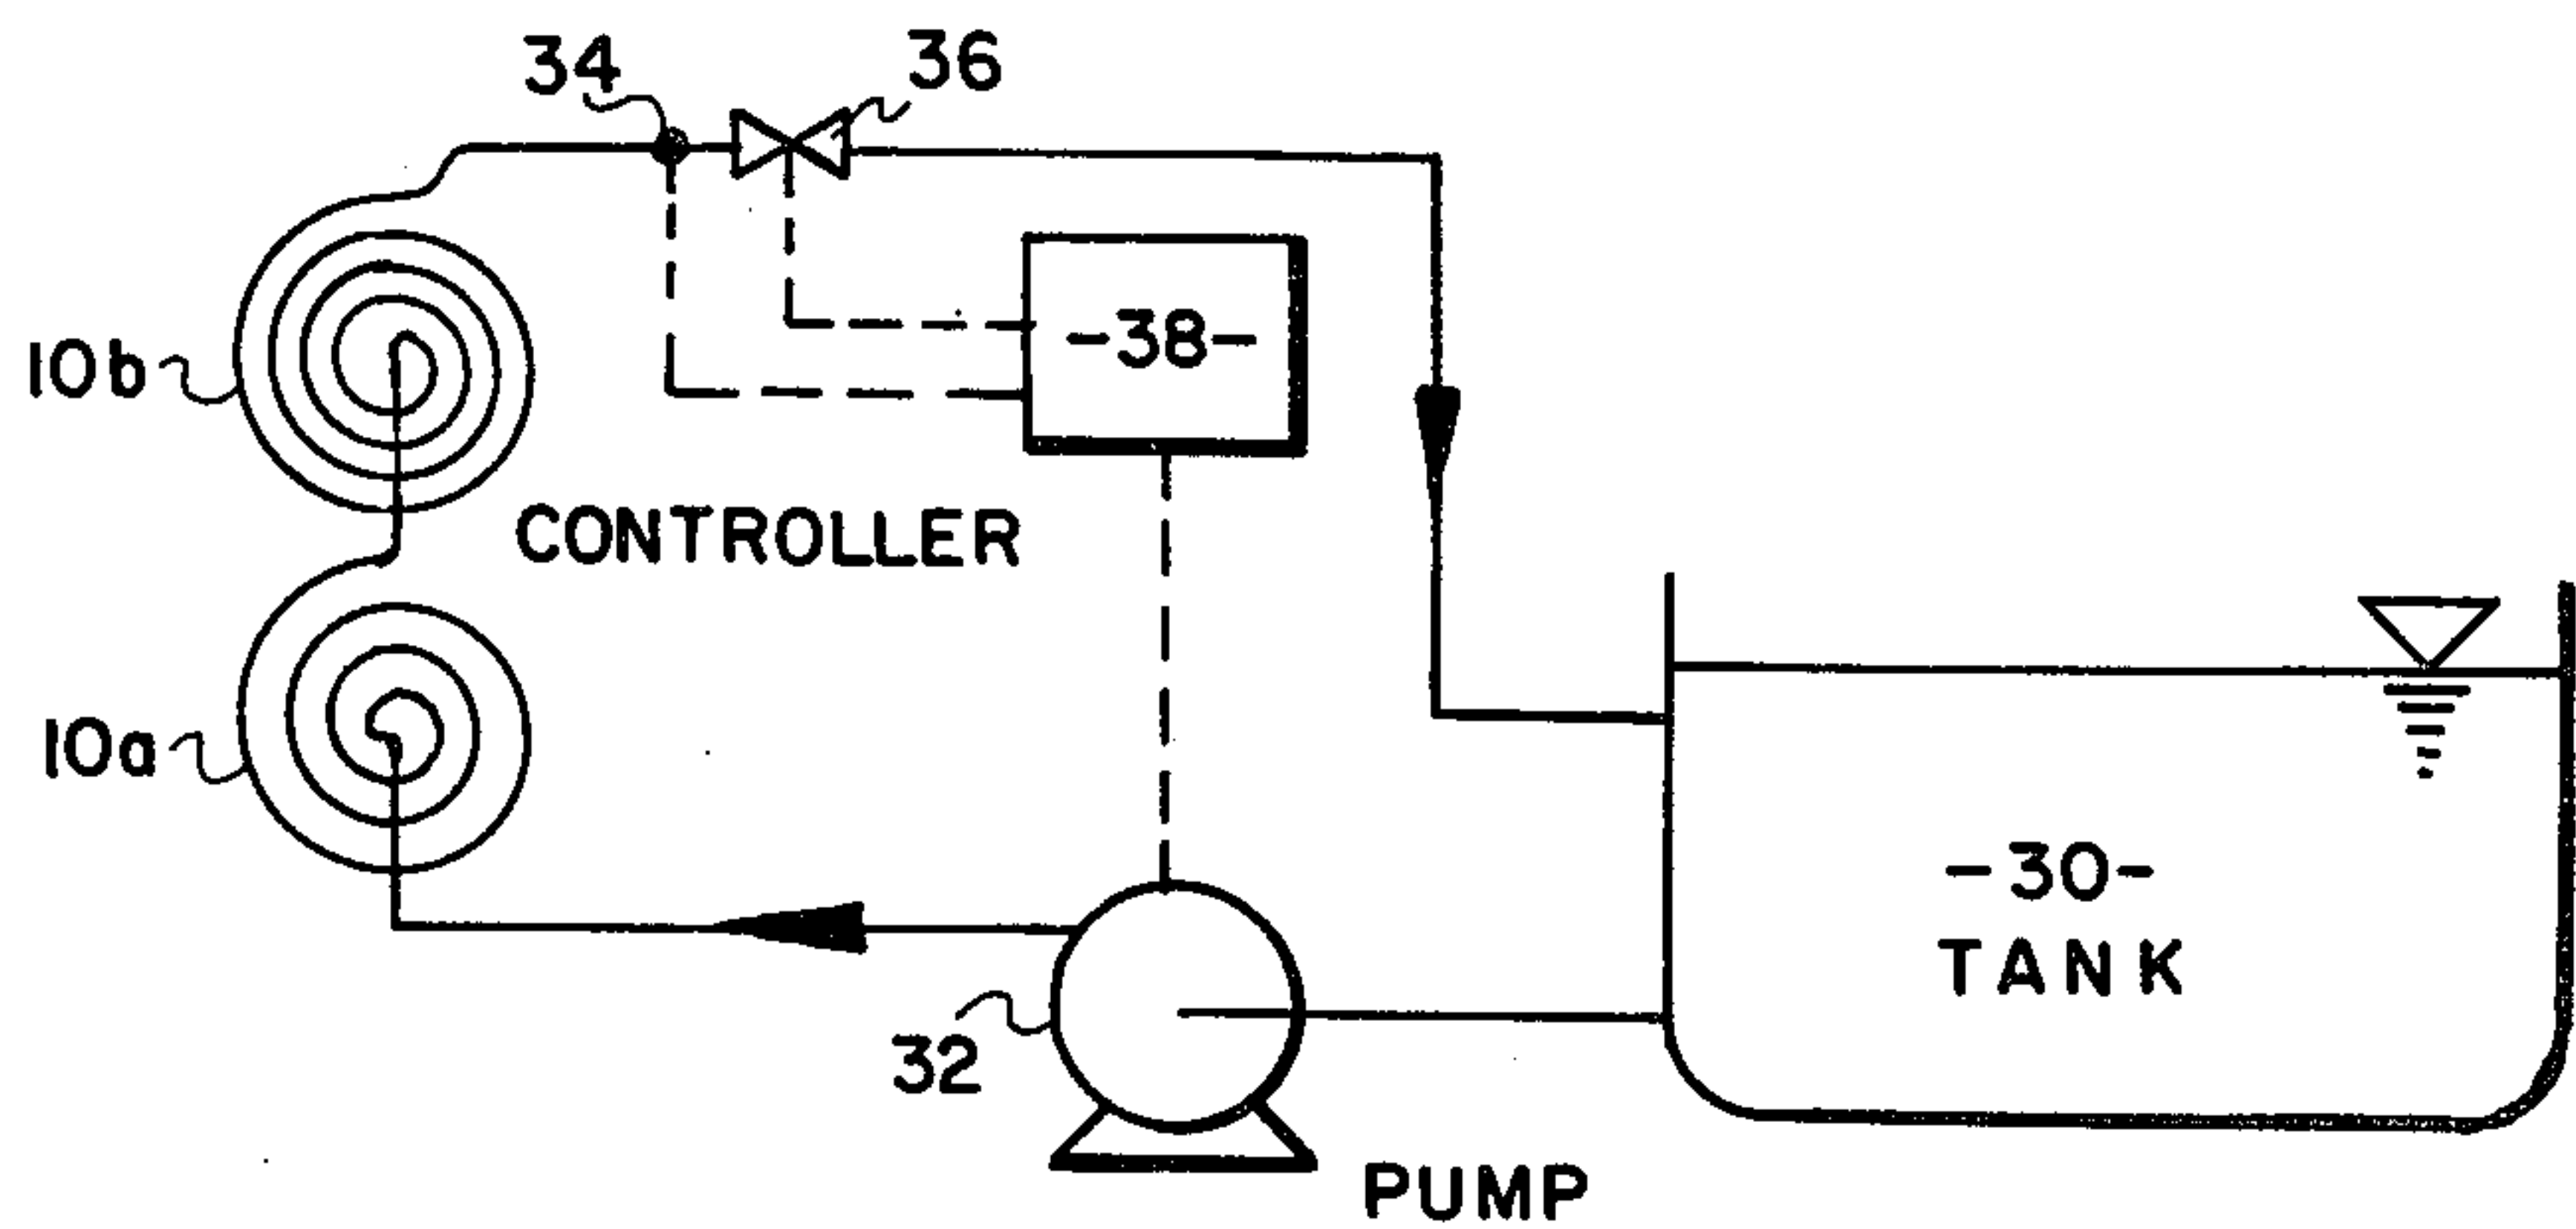 34
36
10b
-38-
CONTROLLER
10a
-30-
TANK
32
PUMP